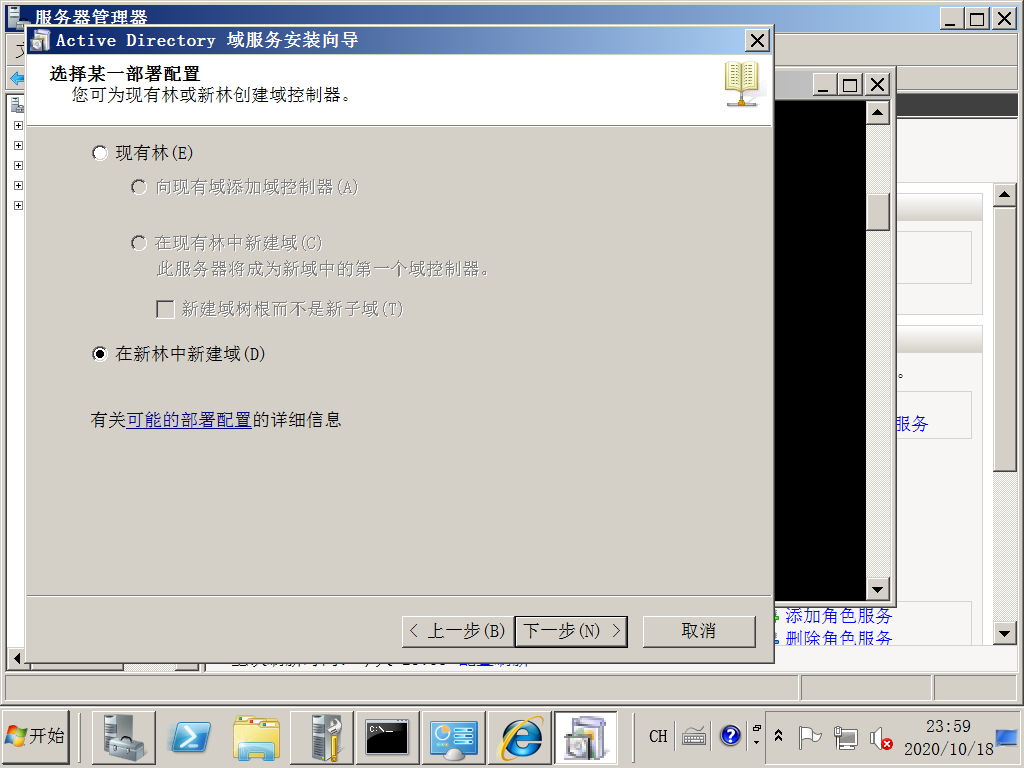 服务器管理器
Active Directory 域服务安装向导
选择某一部署配置
您可为现有林或新林创建域控制器。
现有林(E)
向现有域添加域控制器(A)
在现有林中新建域(C)
此服务器将成为新域中的第一个域控制器。
新建域树根而不是新子域(T)
在新林中新建域(D)
有关可能的部署配置的详细信息
服务
< 上一步(B)
下一步(N) >
取消
添加角色服务
删除角色服务
开始
C:\
CH
23:59
2020/10/18